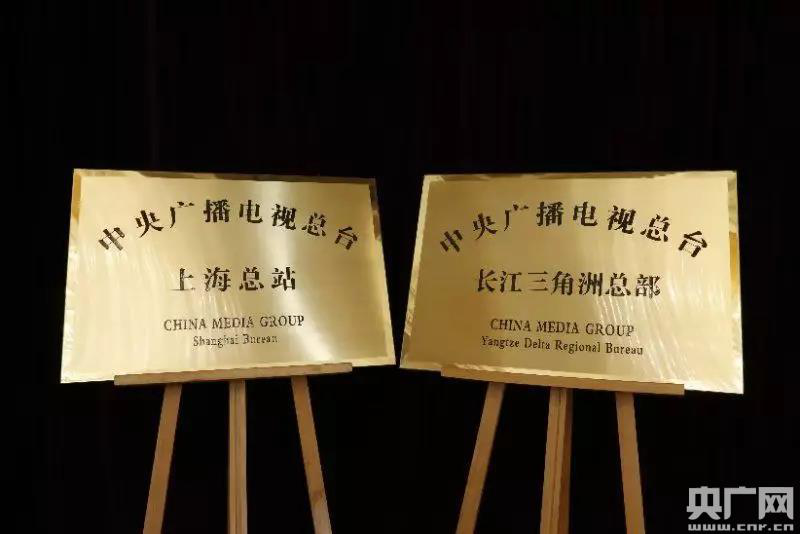 中央广播电视总台
上海总站
CHINA MEDIA GROUP
Shanghai Bureau
中央广播电视总台
长江三角洲总部
CHINA MEDIA GROUP
Yangtze Delta Regional Bureau
央广网
www.cnr.cn